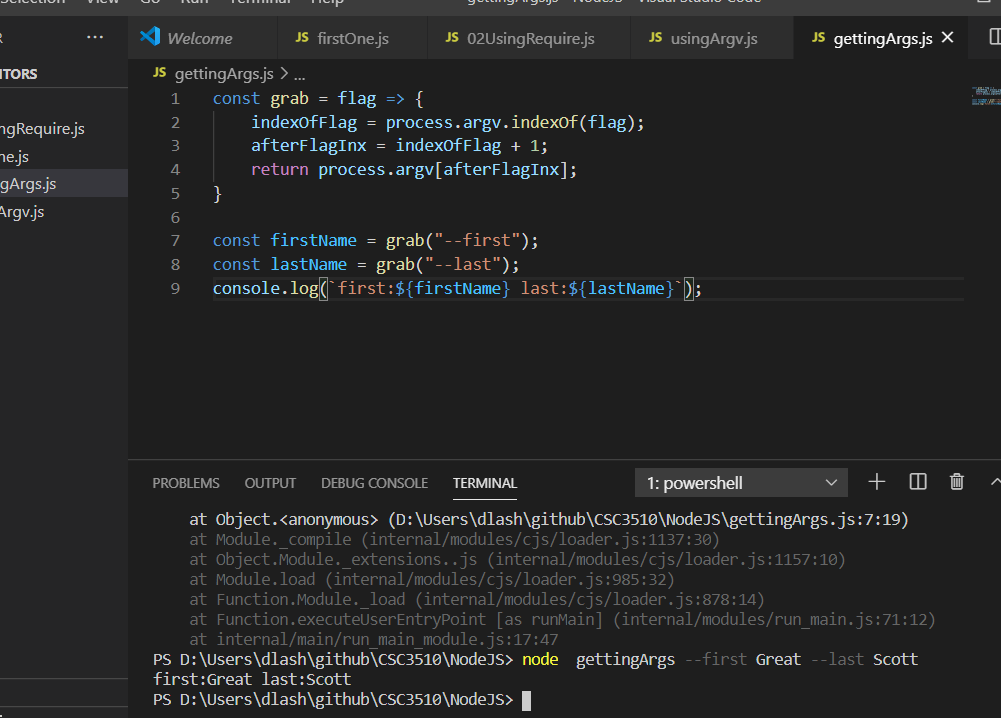 Selection View Go Run Terminal Help gettingArgs.js - NodeJS - Visual Studio Code
Welcome JS firstOne.js JS 02UsingRequire.js JS usingArgv.js JS gettingArgs.js
...
JS gettingArgs.js > ...
ITORS
ngRequire.js
ne.js
gArgs.js
Argv.js
1 const grab = flag => {
2 indexOfFlag = process.argv.indexOf(flag);
3 afterFlagInx = indexOfFlag + 1;
4 return process.argv[afterFlagInx];
5 }
6
7 const firstName = grab("--first");
8 const lastName = grab("--last");
9 console.log(`first:${firstName} last:${lastName}`);
PROBLEMS OUTPUT DEBUG CONSOLE TERMINAL 1: powershell
at Object.<anonymous> (D:\Users\dlash\github\CSC3510\NodeJS\gettingArgs.js:7:19)
at Module._compile (internal/modules/cjs/loader.js:1137:30)
at Object.Module._extensions..js (internal/modules/cjs/loader.js:1157:10)
at Module.load (internal/modules/cjs/loader.js:985:32)
at Function.Module._load (internal/modules/cjs/loader.js:878:14)
at Function.executeUserEntryPoint [as runMain] (internal/modules/run_main.js:71:12)
at internal/main/run_main_module.js:17:47
PS D:\Users\dlash\github\CSC3510\NodeJS> node  gettingArgs --first Great --last Scott
first:Great last:Scott
PS D:\Users\dlash\github\CSC3510\NodeJS>